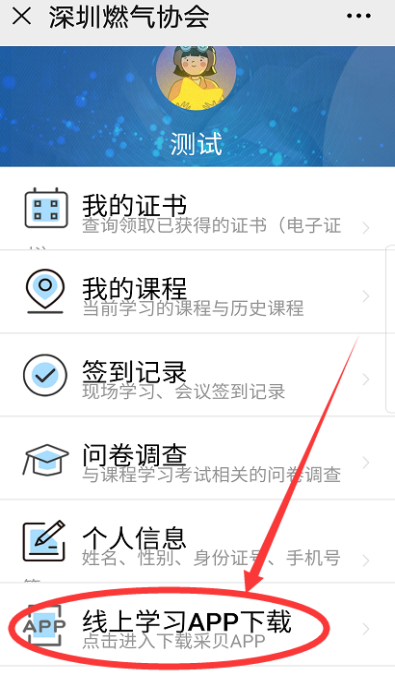 深圳燃气协会
测试
我的证书
查询领取已获得的证书（电子证
我的课程
当前学习的课程与历史课程
签到记录
现场学习、会议签到记录
问卷调查
与课程学习考试相关的问卷调查
个人信息
姓名、性别、身份证号、手机号
APP
线上学习APP下载
点击进入下载采贝APP